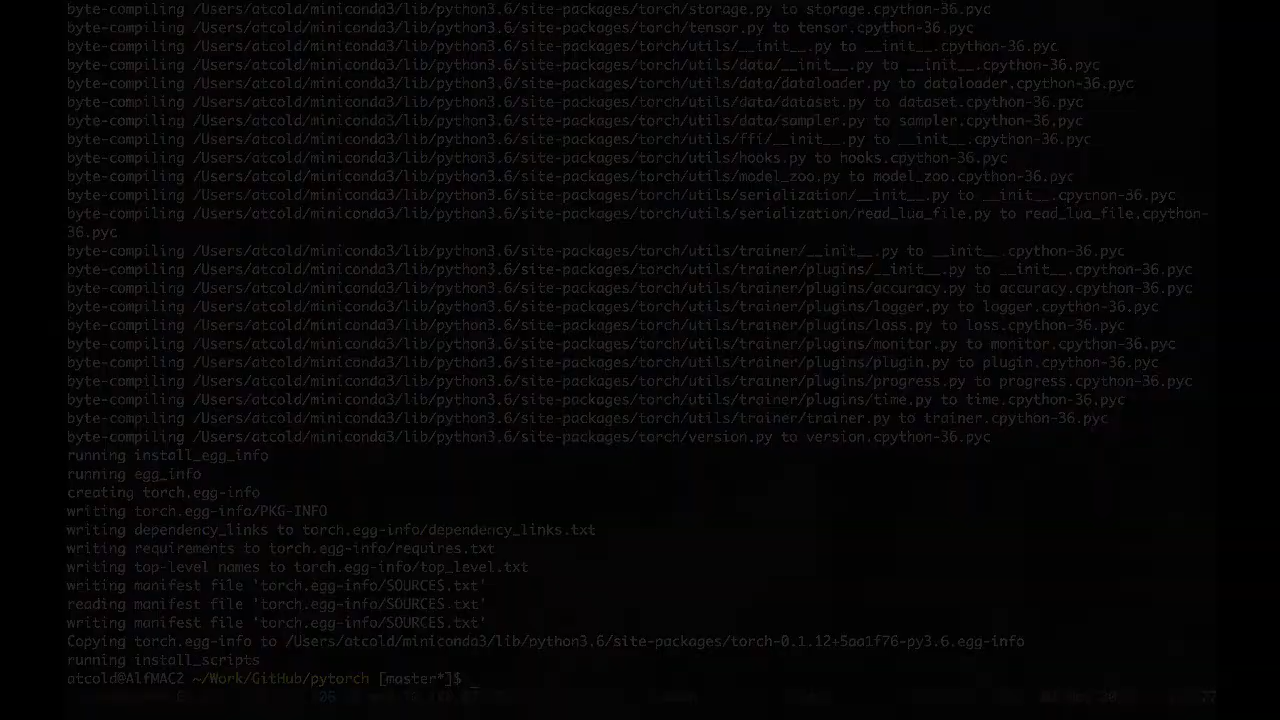 byte-compiling /Users/atcold/miniconda3/lib/python3.6/site-packages/torch/storage.py to storage.cpython-36.pyc
byte-compiling /Users/atcold/miniconda3/lib/python3.6/site-packages/torch/tensor.py to tensor.cpython-36.pyc
byte-compiling /Users/atcold/miniconda3/lib/python3.6/site-packages/torch/utils/__init__.py to __init__.cpython-36.pyc
byte-compiling /Users/atcold/miniconda3/lib/python3.6/site-packages/torch/utils/data/__init__.py to __init__.cpython-36.pyc
byte-compiling /Users/atcold/miniconda3/lib/python3.6/site-packages/torch/utils/data/dataloader.py to dataloader.cpython-36.pyc
byte-compiling /Users/atcold/miniconda3/lib/python3.6/site-packages/torch/utils/data/dataset.py to dataset.cpython-36.pyc
byte-compiling /Users/atcold/miniconda3/lib/python3.6/site-packages/torch/utils/data/sampler.py to sampler.cpython-36.pyc
byte-compiling /Users/atcold/miniconda3/lib/python3.6/site-packages/torch/utils/ffi/__init__.py to __init__.cpython-36.pyc
byte-compiling /Users/atcold/miniconda3/lib/python3.6/site-packages/torch/utils/hooks.py to hooks.cpython-36.pyc
byte-compiling /Users/atcold/miniconda3/lib/python3.6/site-packages/torch/utils/model_zoo.py to model_zoo.cpython-36.pyc
byte-compiling /Users/atcold/miniconda3/lib/python3.6/site-packages/torch/utils/serialization/__init__.py to __init__.cpython-36.pyc
byte-compiling /Users/atcold/miniconda3/lib/python3.6/site-packages/torch/utils/serialization/read_lua_file.py to read_lua_file.cpython-
36.pyc
byte-compiling /Users/atcold/miniconda3/lib/python3.6/site-packages/torch/utils/trainer/__init__.py to __init__.cpython-36.pyc
byte-compiling /Users/atcold/miniconda3/lib/python3.6/site-packages/torch/utils/trainer/plugins/__init__.py to __init__.cpython-36.pyc
byte-compiling /Users/atcold/miniconda3/lib/python3.6/site-packages/torch/utils/trainer/plugins/accuracy.py to accuracy.cpython-36.pyc
byte-compiling /Users/atcold/miniconda3/lib/python3.6/site-packages/torch/utils/trainer/plugins/logger.py to logger.cpython-36.pyc
byte-compiling /Users/atcold/miniconda3/lib/python3.6/site-packages/torch/utils/trainer/plugins/loss.py to loss.cpython-36.pyc
byte-compiling /Users/atcold/miniconda3/lib/python3.6/site-packages/torch/utils/trainer/plugins/monitor.py to monitor.cpython-36.pyc
byte-compiling /Users/atcold/miniconda3/lib/python3.6/site-packages/torch/utils/trainer/plugins/plugin.py to plugin.cpython-36.pyc
byte-compiling /Users/atcold/miniconda3/lib/python3.6/site-packages/torch/utils/trainer/plugins/progress.py to progress.cpython-36.pyc
byte-compiling /Users/atcold/miniconda3/lib/python3.6/site-packages/torch/utils/trainer/plugins/time.py to time.cpython-36.pyc
byte-compiling /Users/atcold/miniconda3/lib/python3.6/site-packages/torch/utils/trainer/trainer.py to trainer.cpython-36.pyc
byte-compiling /Users/atcold/miniconda3/lib/python3.6/site-packages/torch/version.py to version.cpython-36.pyc
running install_egg_info
running egg_info
creating torch.egg-info
writing torch.egg-info/PKG-INFO
writing dependency_links to torch.egg-info/dependency_links.txt
writing requirements to torch.egg-info/requires.txt
writing top-level names to torch.egg-info/top_level.txt
writing manifest file 'torch.egg-info/SOURCES.txt'
reading manifest file 'torch.egg-info/SOURCES.txt'
writing manifest file 'torch.egg-info/SOURCES.txt'
Copying torch.egg-info to /Users/atcold/miniconda3/lib/python3.6/site-packages/torch-0.1.12+5aa1f76-py3.6.egg-info
running install_scripts
atcold@AlfMAC2 ~/Work/GitHub/pytorch [master*]$ _